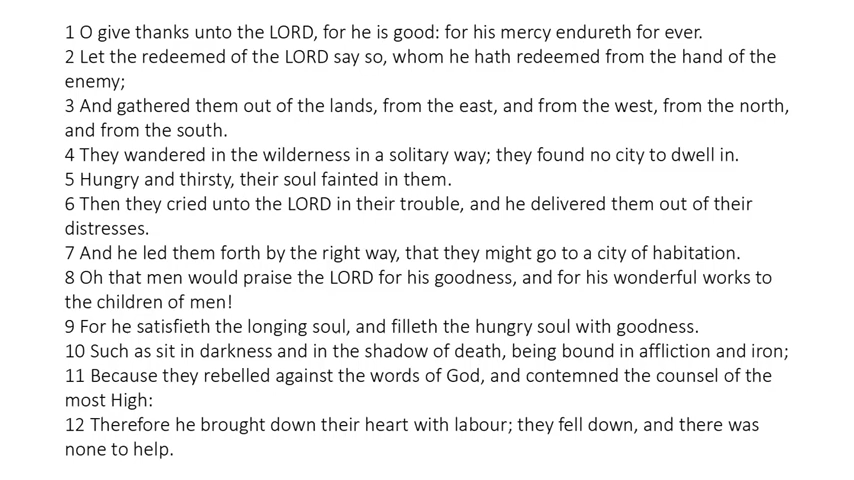 1 O give thanks unto the LORD, for he is good: for his mercy endureth for ever.
2 Let the redeemed of the LORD say so, whom he hath redeemed from the hand of the
enemy;
3 And gathered them out of the lands, from the east, and from the west, from the north,
and from the south.
4 They wandered in the wilderness in a solitary way; they found no city to dwell in.
5 Hungry and thirsty, their soul fainted in them.
6 Then they cried unto the LORD in their trouble, and he delivered them out of their
distresses.
7 And he led them forth by the right way, that they might go to a city of habitation.
8 Oh that men would praise the LORD for his goodness, and for his wonderful works to
the children of men!
9 For he satisfieth the longing soul, and filleth the hungry soul with goodness.
10 Such as sit in darkness and in the shadow of death, being bound in affliction and iron;
11 Because they rebelled against the words of God, and contemned the counsel of the
most High:
12 Therefore he brought down their heart with labour; they fell down, and there was
none to help.